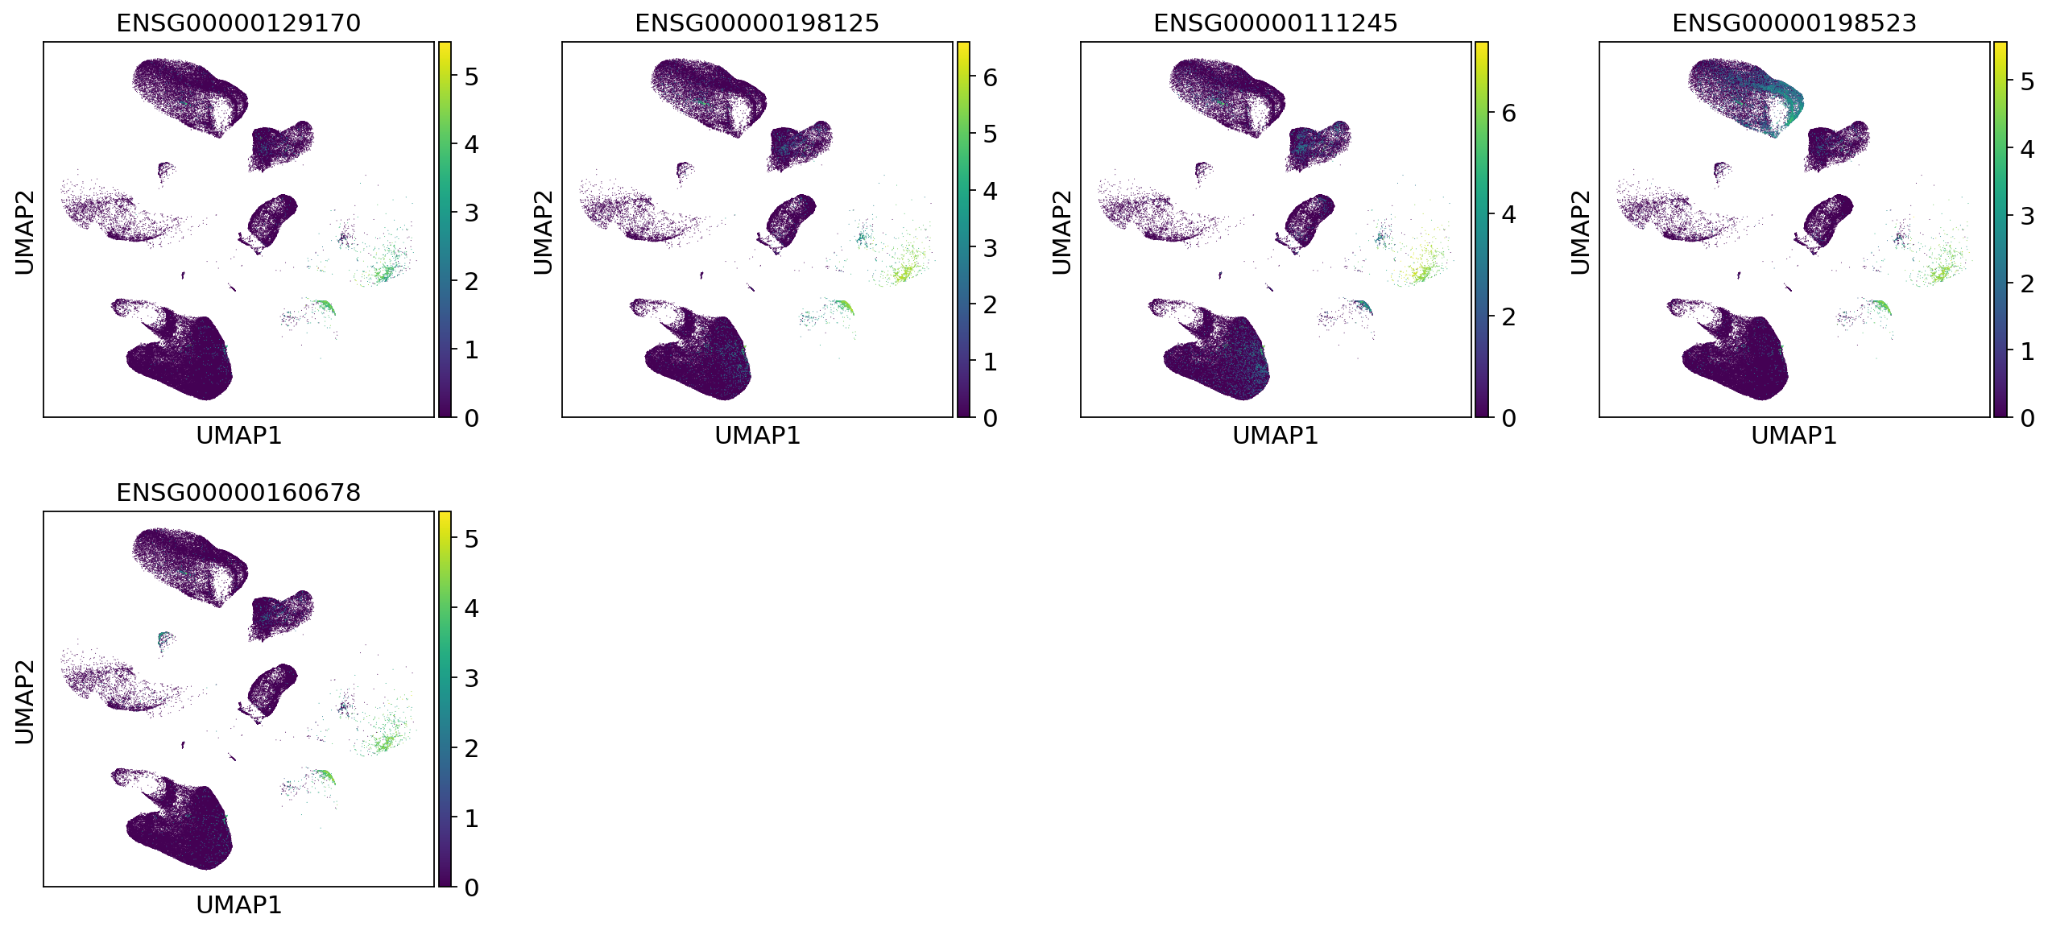 ENSG00000129170
ENSG00000198125
ENSG00000111245
ENSG00000198523
UMAP2
5
4
3
2
1
0
UMAP1
UMAP2
6
5
4
3
2
1
0
UMAP1
UMAP2
6
4
2
0
UMAP1
UMAP2
5
4
3
2
1
0
UMAP1
ENSG00000160678
UMAP2
5
4
3
2
1
0
UMAP1